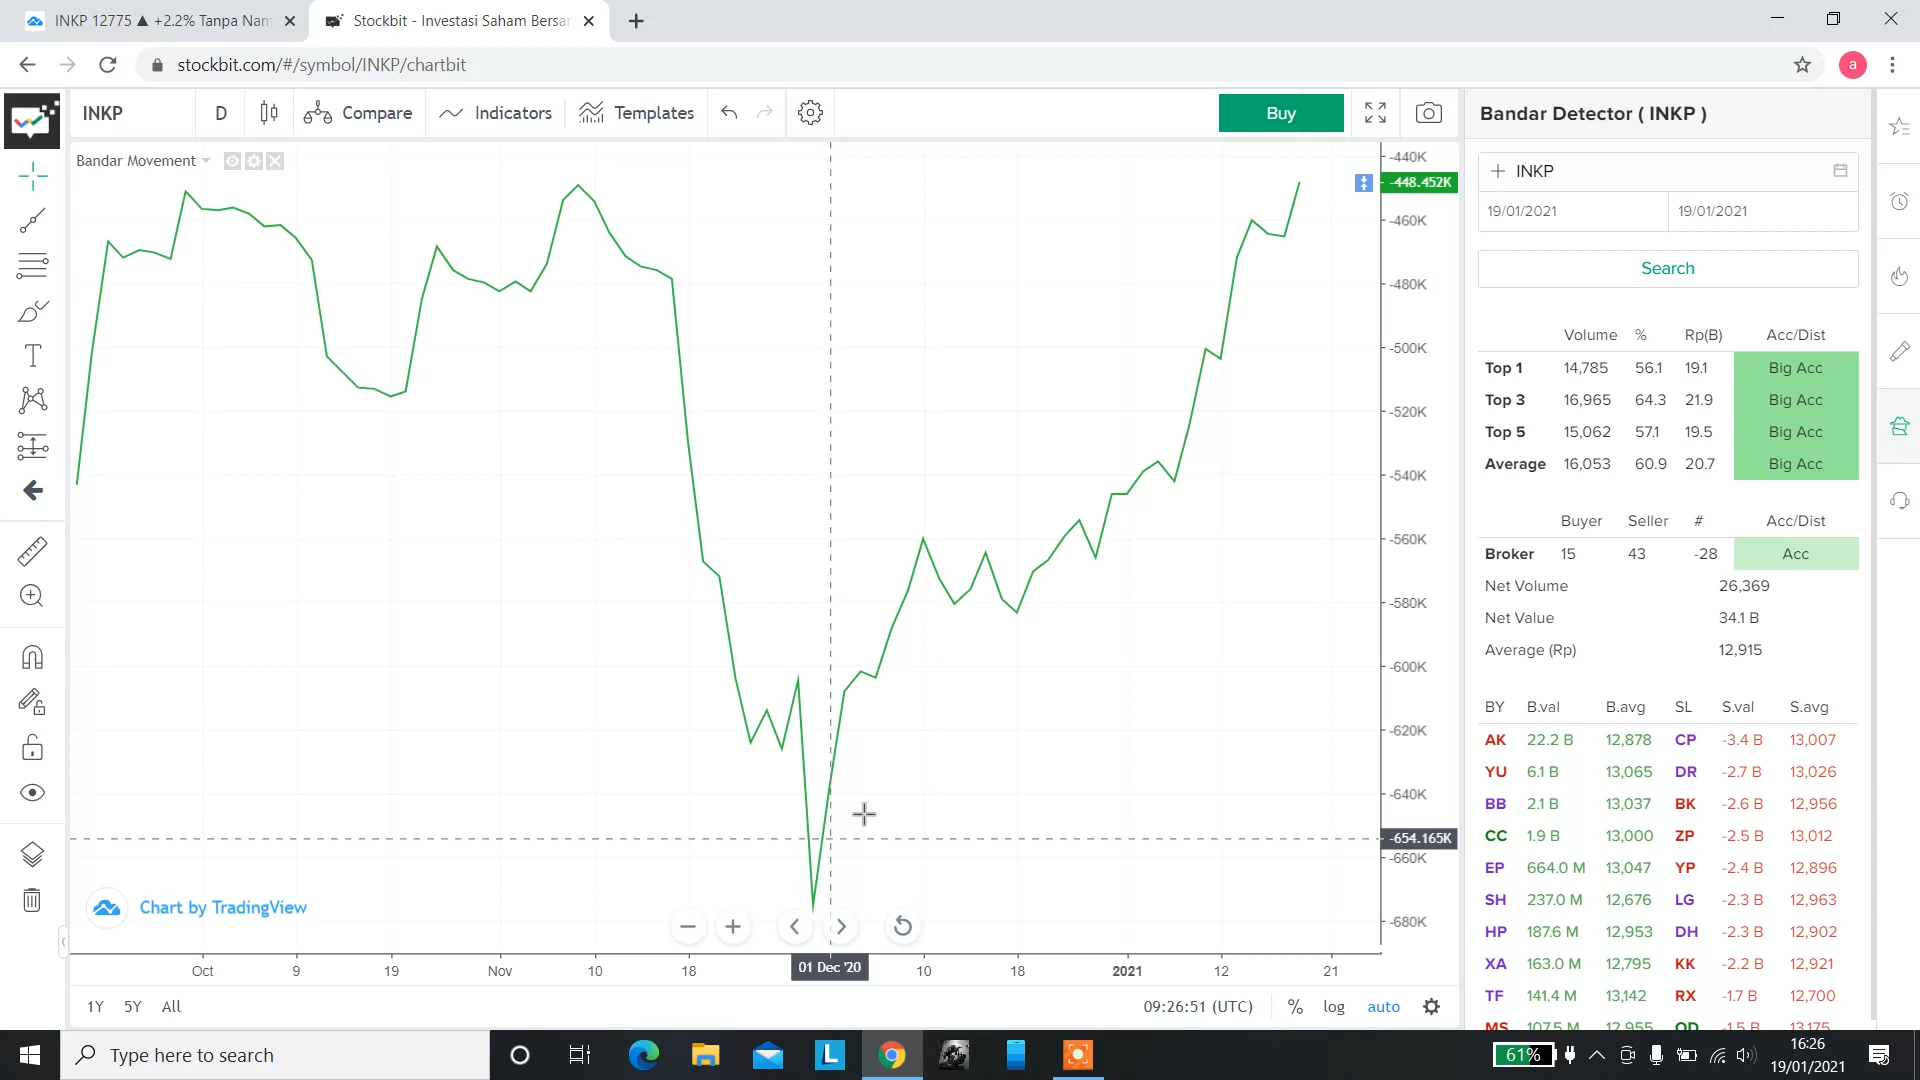 INKP 12775 ▲ +2.2% Tanpa Nam
Stockbit - Investasi Saham Bersar
stockbit.com/#/symbol/INKP/chartbit
a
INKP D Compare Indicators Templates Buy
Bandar Movement
-440K
-448.452K
-460K
-480K
-500K
-520K
-540K
-560K
-580K
-600K
-620K
-640K
-654.165K
-660K
-680K
Chart by TradingView
Oct 9 19 Nov 10 18 01 Dec '20 10 18 2021 12 21
1Y 5Y All 09:26:51 (UTC) % log auto
Bandar Detector ( INKP )
INKP
19/01/2021 19/01/2021
Search
Volume % Rp(B) Acc/Dist
Top 1 14,785 56.1 19.1 Big Acc
Top 3 16,965 64.3 21.9 Big Acc
Top 5 15,062 57.1 19.5 Big Acc
Average 16,053 60.9 20.7 Big Acc
Buyer Seller # Acc/Dist
Broker 15 43 -28 Acc
Net Volume 26,369
Net Value 34.1 B
Average (Rp) 12,915
BY B.val B.avg SL S.val S.avg
AK 22.2 B 12,878 CP -3.4 B 13,007
YU 6.1 B 13,065 DR -2.7 B 13,026
BB 2.1 B 13,037 BK -2.6 B 12,956
CC 1.9 B 13,000 ZP -2.5 B 13,012
EP 664.0 M 13,047 YP -2.4 B 12,896
SH 237.0 M 12,676 LG -2.3 B 12,963
HP 187.6 M 12,953 DH -2.3 B 12,902
XA 163.0 M 12,795 KK -2.2 B 12,921
TF 141.4 M 13,142 RX -1.7 B 12,700
MS 107.5 M 12,955 OD -1.5 B 13,175
Type here to search
L
61%
16:26
19/01/2021